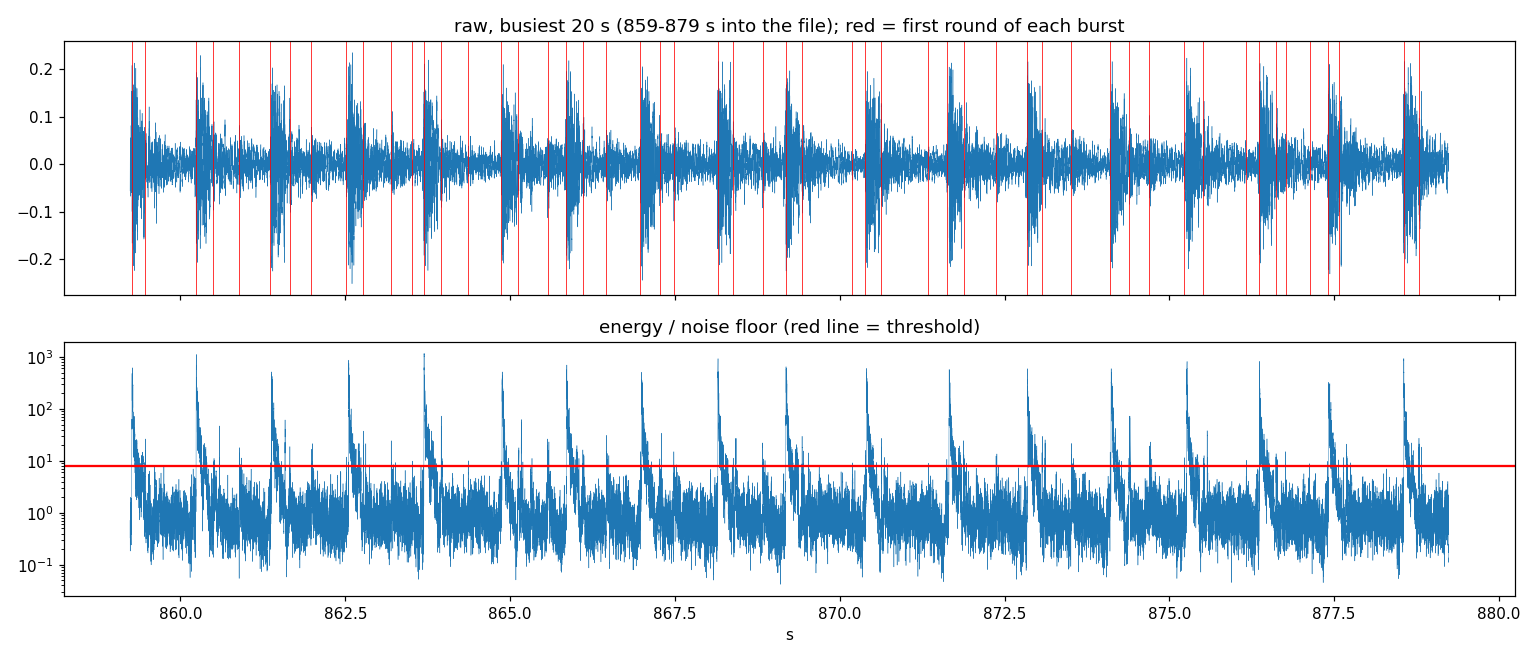 raw, busiest 20 s (859-879 s into the file); red = first round of each burst
0.2
0.1
0.0
−0.1
−0.2
energy / noise floor (red line = threshold)
10³
10²
10¹
10⁰
10⁻¹
860.0 862.5 865.0 867.5 870.0 872.5 875.0 877.5 880.0
s